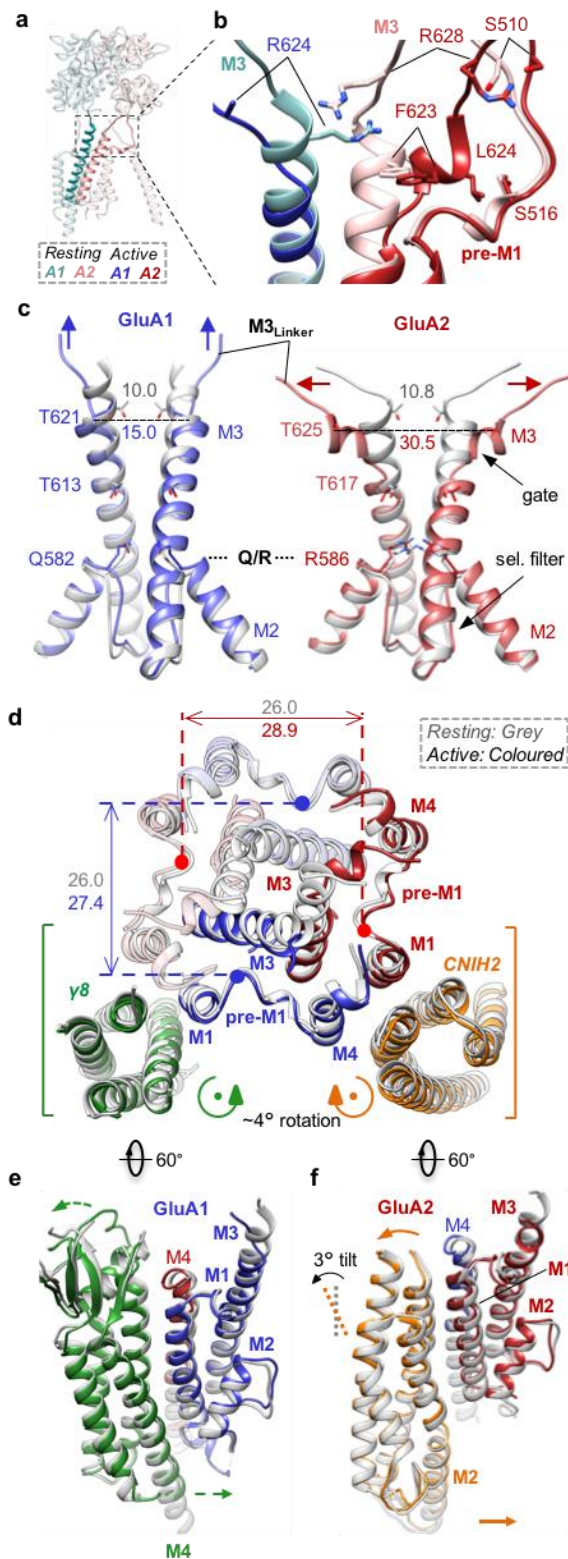 a
b
Resting Active
A1 A2 A1 A2
M3
R624
M3
R628
S510
F623
L624
S516
pre-M1
c
GluA1
M3Linker
GluA2
10.0
10.8
T621
15.0
M3
T625
30.5
M3
T613
T617
gate
Q582
Q/R
R586
sel. filter
M2
M2
d
26.0
28.9
Resting: Grey
Active: Coloured
M4
M3
pre-M1
26.0
27.4
M3
M1
γ8
CNIH2
M1
pre-M1
M4
~4° rotation
60°
60°
e
GluA1
M3
M4
M1
M2
M4
f
GluA2
M3
M4
3° tilt
M1
M2
M2